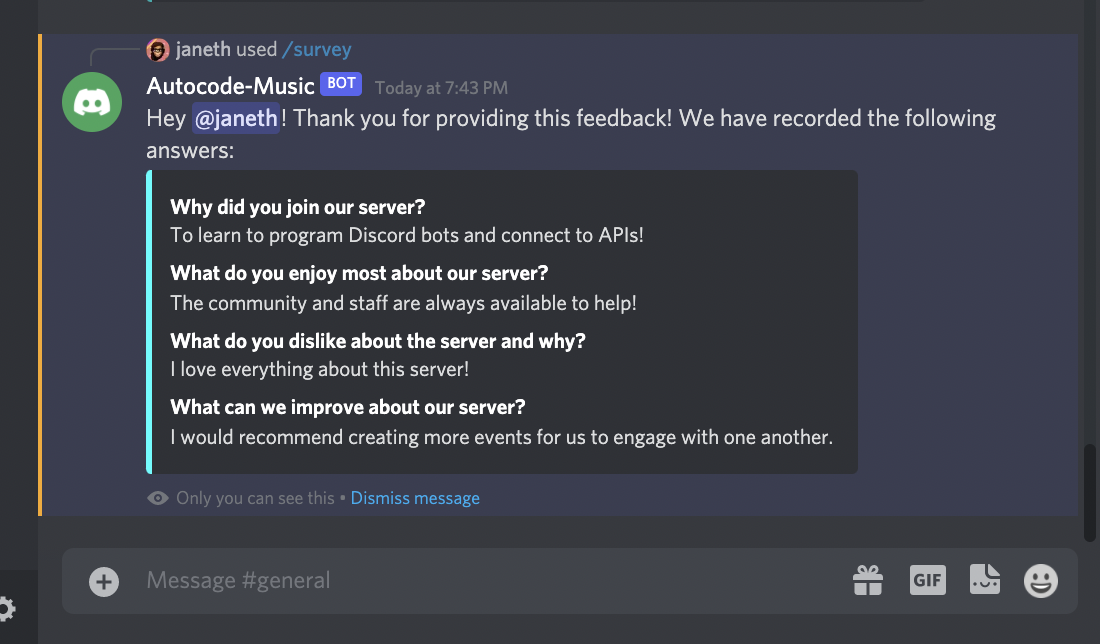 janeth used /survey
Autocode-Music BOT Today at 7:43 PM
Hey @janeth! Thank you for providing this feedback! We have recorded the following
answers:
Why did you join our server?
To learn to program Discord bots and connect to APIs!
What do you enjoy most about our server?
The community and staff are always available to help!
What do you dislike about the server and why?
I love everything about this server!
What can we improve about our server?
I would recommend creating more events for us to engage with one another.
Only you can see this • Dismiss message
Message #general
GIF